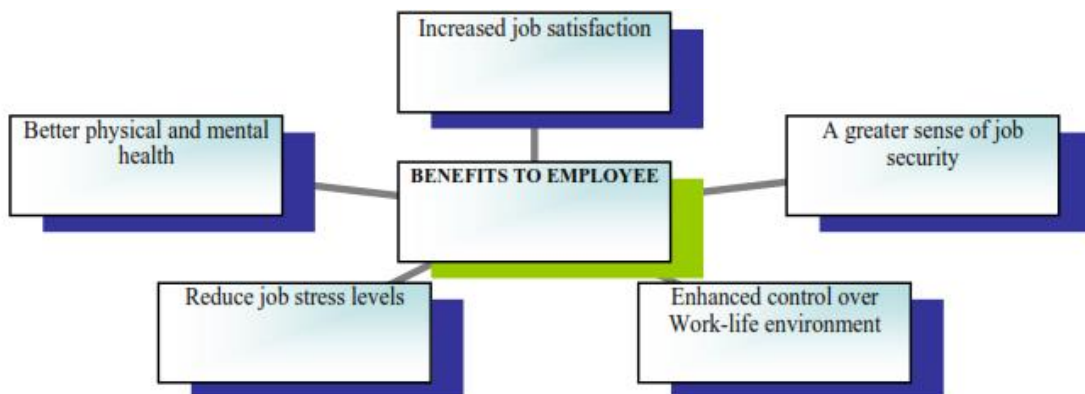 Increased job satisfaction
Better physical and mental
health
A greater sense of job
security
BENEFITS TO EMPLOYEE
Reduce job stress levels
Enhanced control over
Work-life environment